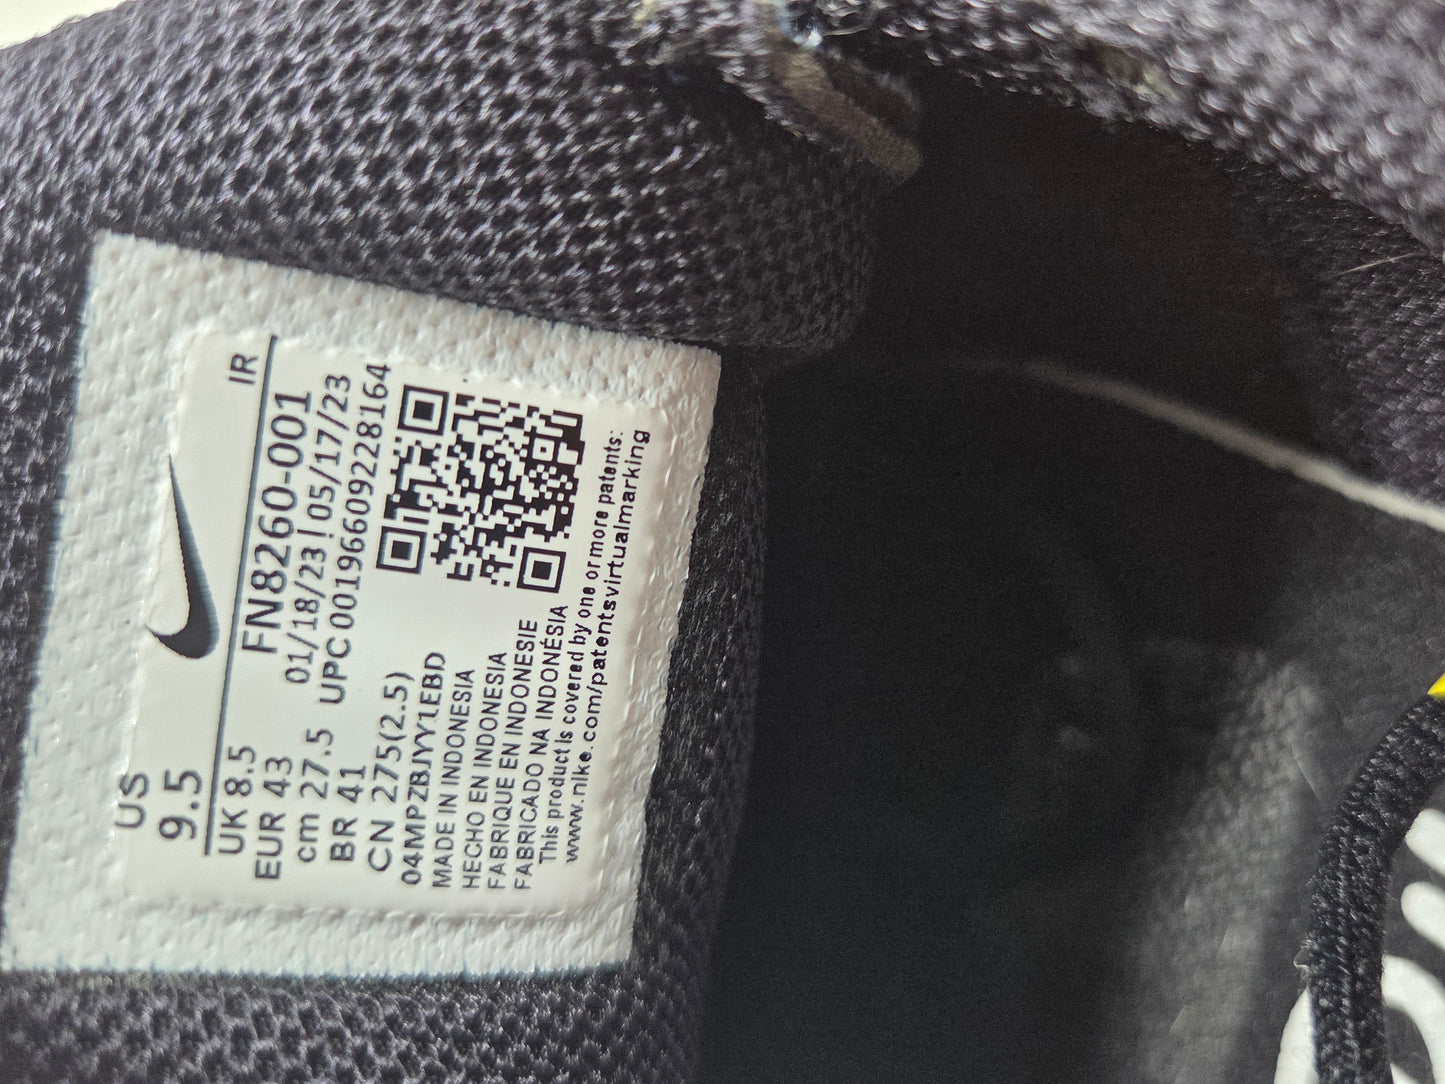 US
9.5
IR
UK 8.5
FN8260-001
EUR 43
01/18/23 | 05/17/23
cm 27.5
UPC 00196609228164
BR 41
CN 275(2.5)
04MPZBJYY1EBD
MADE IN INDONESIA
HECHO EN INDONESIA
FABRIQUE EN INDONESIE
FABRICADO NA INDONÉSIA
This product is covered by one or more patents:
www.nike.com/patentsvirtualmarking